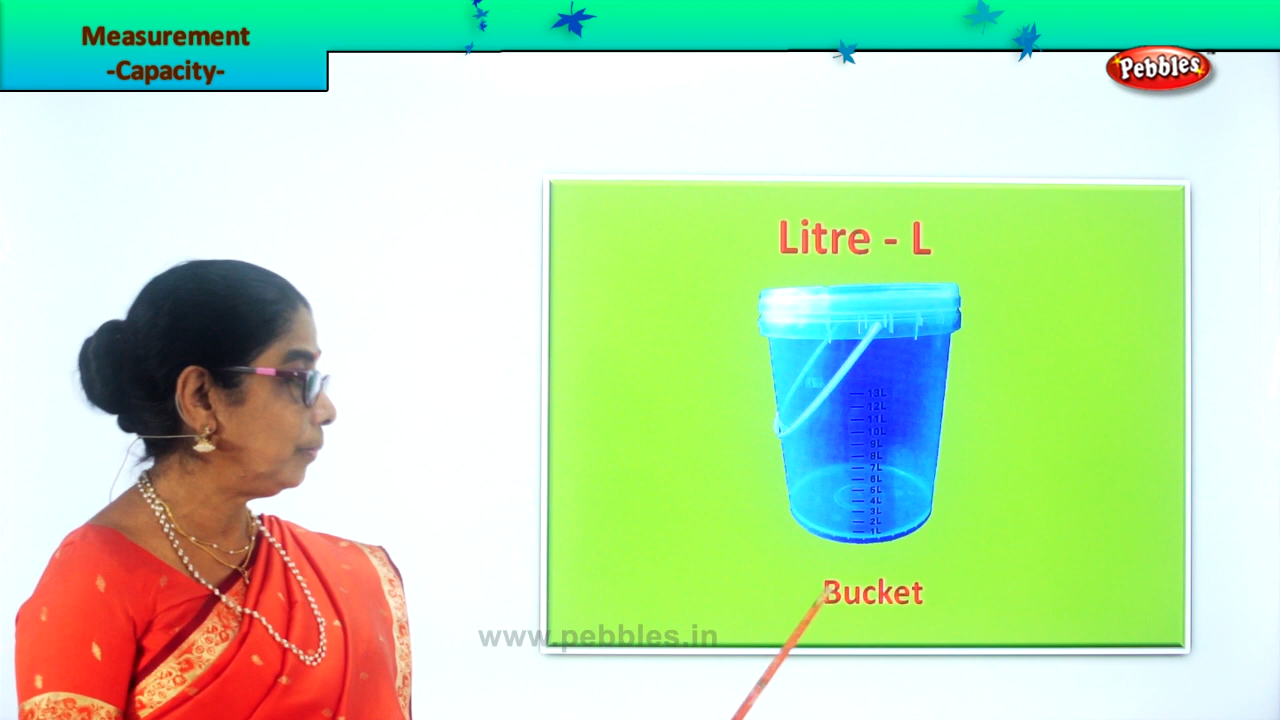 Measurement
-Capacity-
Pebbles
Litre - L
13L
12L
11L
10L
9L
8L
7L
6L
5L
4L
3L
2L
1L
Bucket
www.pebbles.in